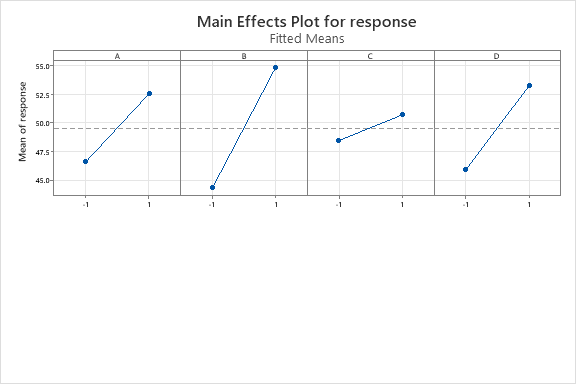 Main Effects Plot for response
Fitted Means
A B C D
Mean of response
55.0
52.5
50.0
47.5
45.0
-1 1 -1 1 -1 1 -1 1